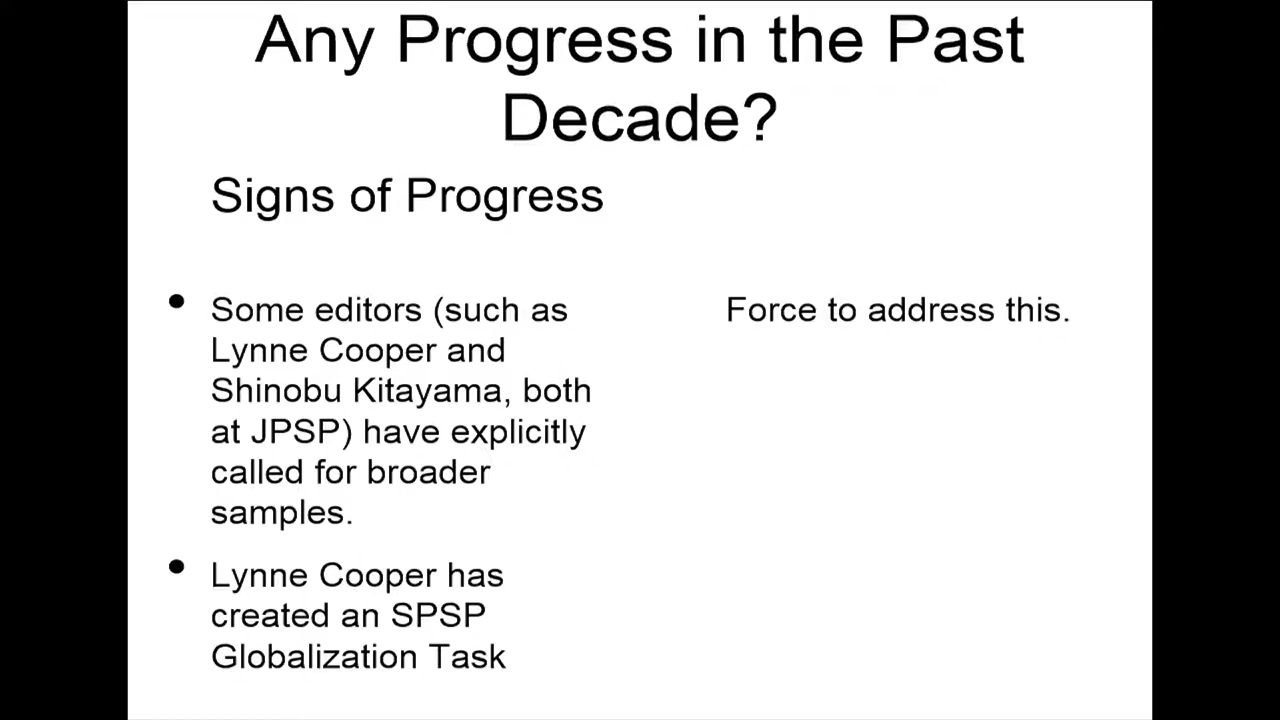 Any Progress in the Past
Decade?
Signs of Progress
• Some editors (such as
Lynne Cooper and
Shinobu Kitayama, both
at JPSP) have explicitly
called for broader
samples.
• Lynne Cooper has
created an SPSP
Globalization Task
Force to address this.